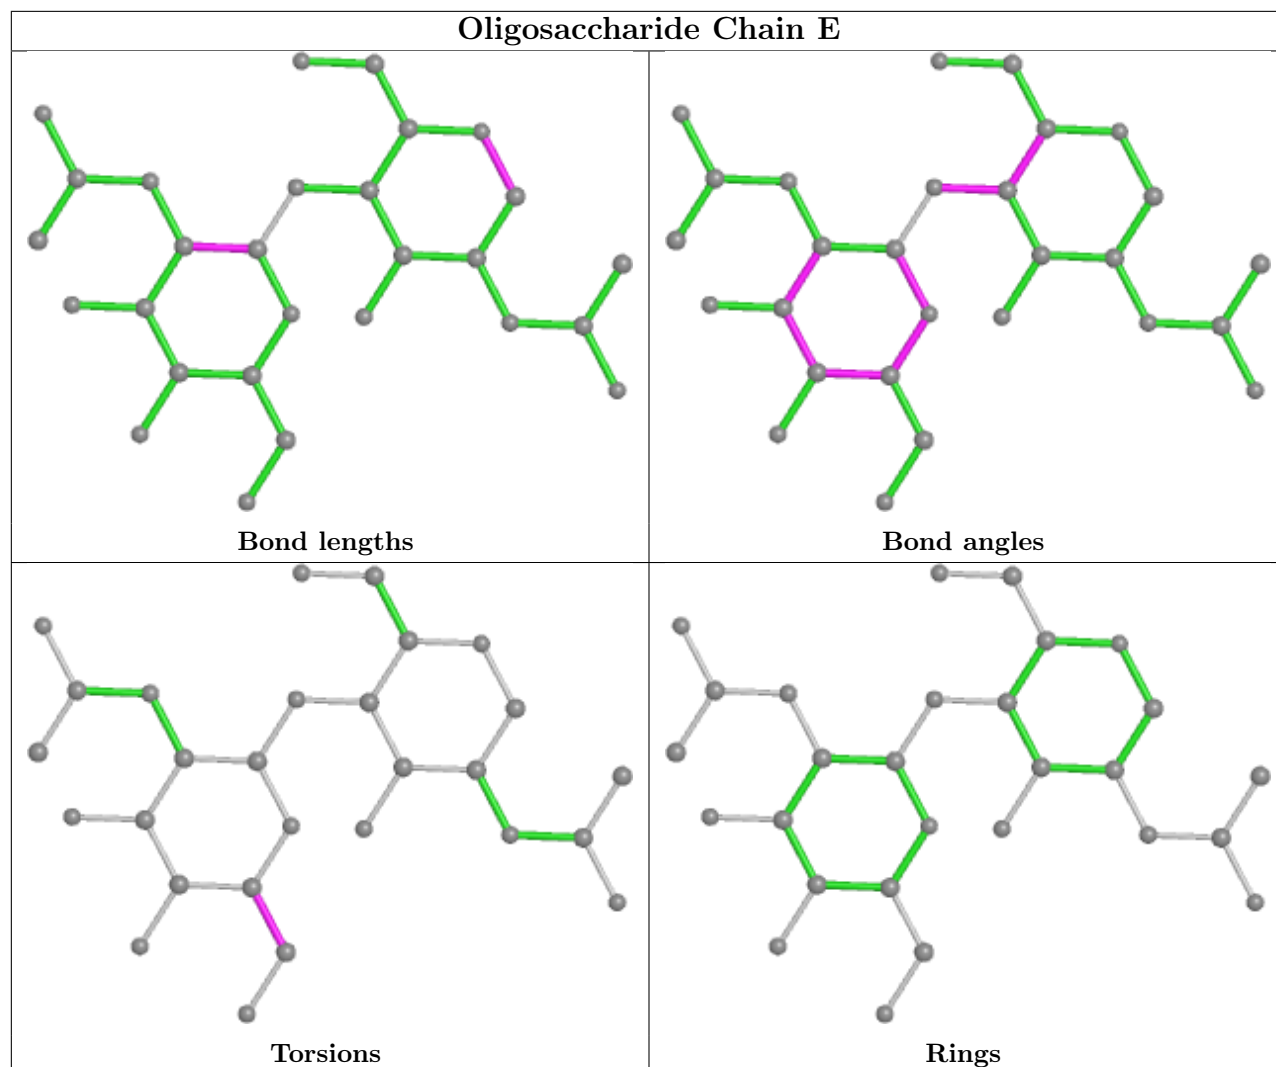 Oligosaccharide Chain E
Bond lengths
Bond angles
Torsions
Rings